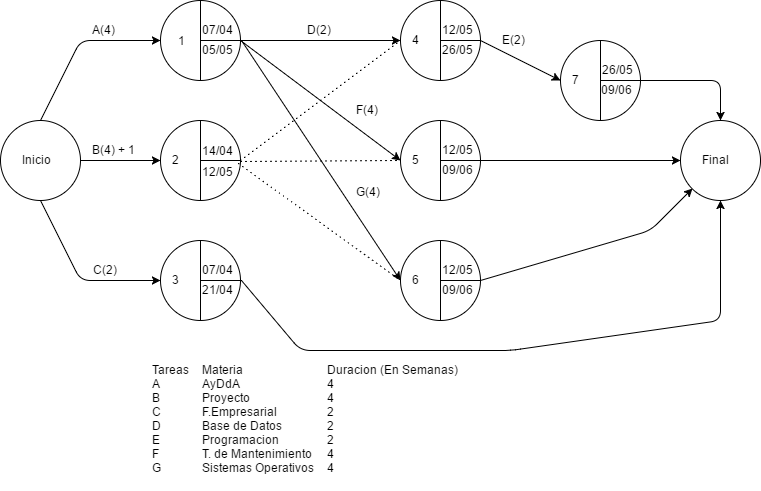 A(4)
1
07/04
05/05
D(2)
4
12/05
26/05
E(2)
7
26/05
09/06
F(4)
Inicio
B(4) + 1
2
14/04
12/05
5
12/05
09/06
Final
G(4)
C(2)
3
07/04
21/04
6
12/05
09/06
Tareas Materia Duracion (En Semanas)
A AyDdA 4
B Proyecto 4
C F.Empresarial 2
D Base de Datos 2
E Programacion 2
F T. de Mantenimiento 4
G Sistemas Operativos 4